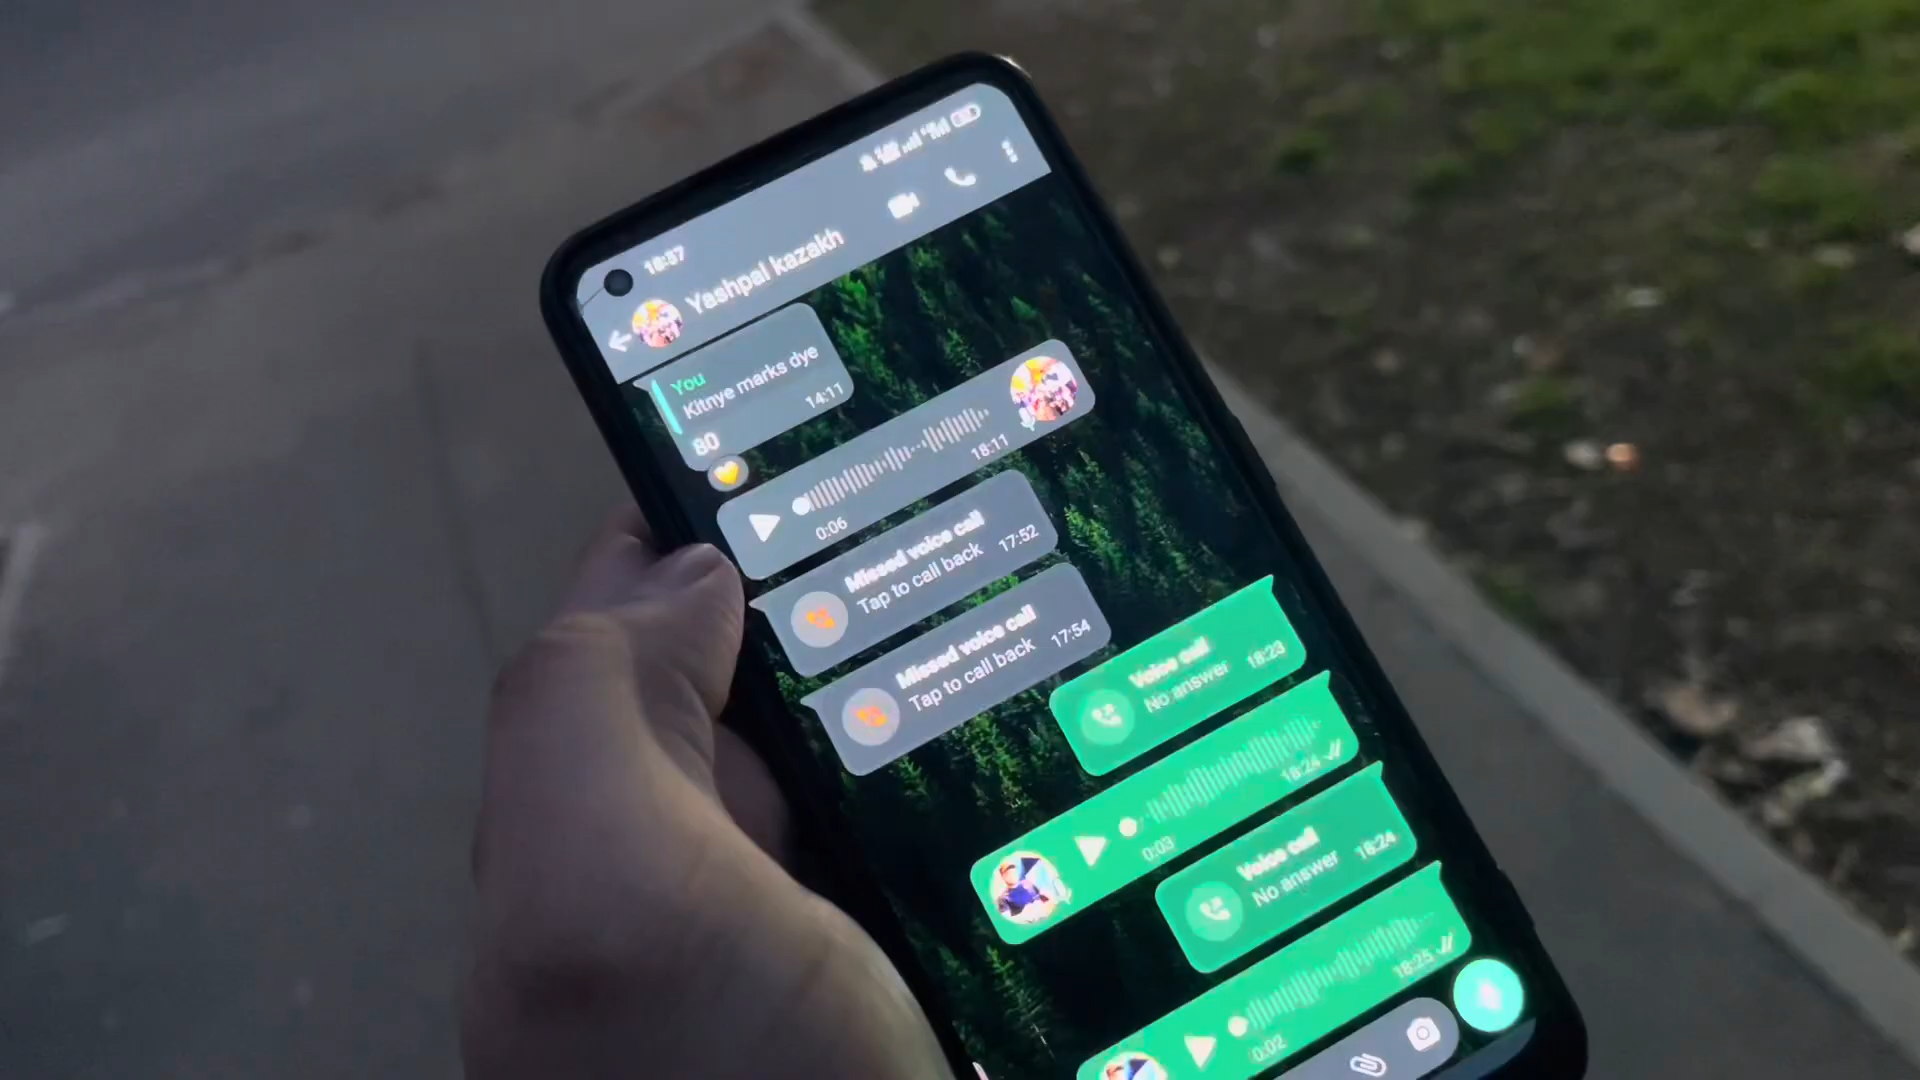 18:37
Yashpal kazakh
You
Kitnye marks dye
80
14:11
0:06
18:11
Missed voice call
Tap to call back
17:52
Missed voice call
Tap to call back
17:54
Voice call
No answer
18:23
0:03
18:24
Voice call
No answer
18:24
0:02
18:25